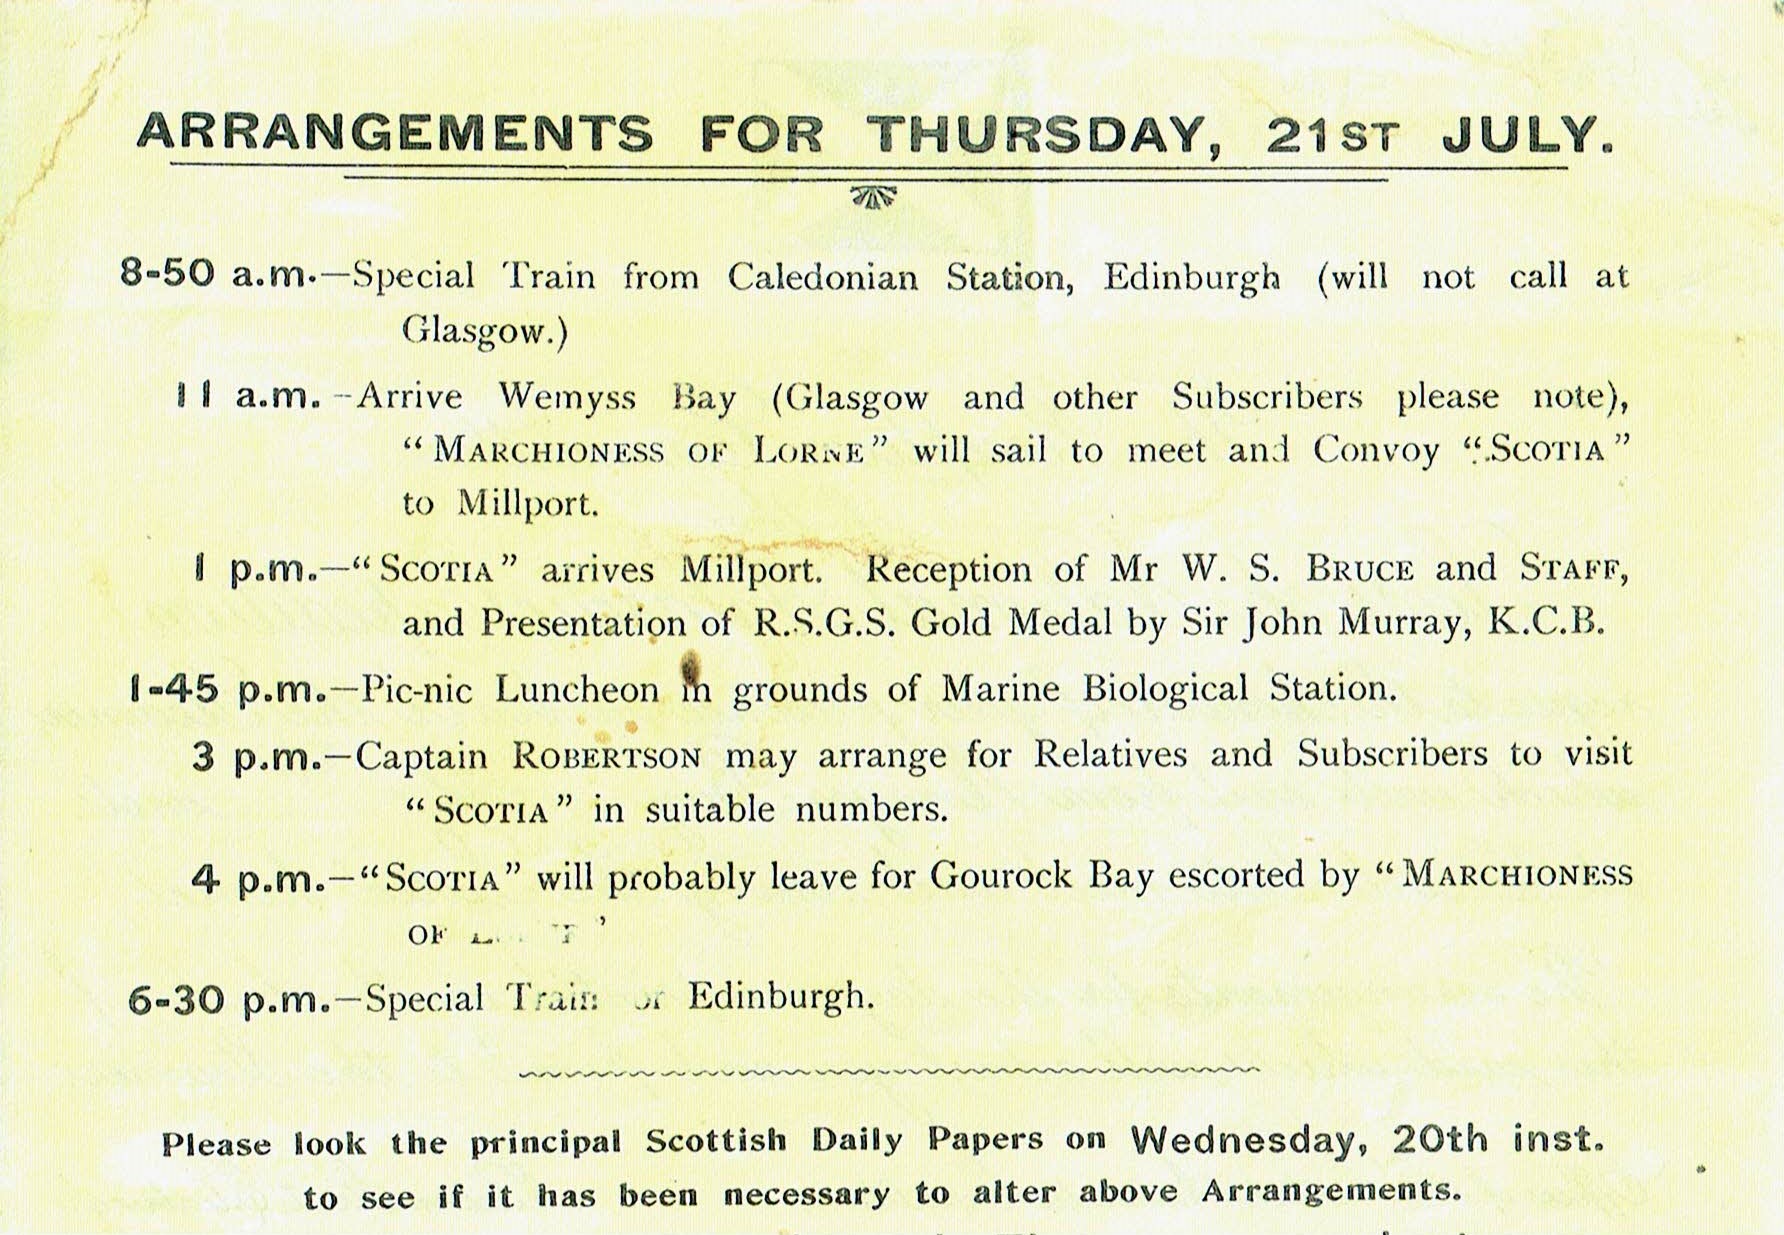 ARRANGEMENTS FOR THURSDAY, 21ST JULY.
8-50 a.m.—Special Train from Caledonian Station, Edinburgh (will not call at
Glasgow.)
11 a.m.-Arrive Wemyss Bay (Glasgow and other Subscribers please note),
"MARCHIONESS OF LORNE" will sail to meet and Convoy "SCOTIA"
to Millport.
1 p.m.—"SCOTIA" arrives Millport. Reception of Mr W. S. BRUCE and STAFF,
and Presentation of R.S.G.S. Gold Medal by Sir John Murray, K.C.B.
1-45 p.m.—Pic-nic Luncheon in grounds of Marine Biological Station.
3 p.m.—Captain ROBERTSON may arrange for Relatives and Subscribers to visit
"SCOTIA" in suitable numbers.
4 p.m.—"SCOTIA" will probably leave for Gourock Bay escorted by "MARCHIONESS
OF
6-30 p.m.—Special Train for Edinburgh.
Please look the principal Scottish Daily Papers on Wednesday, 20th inst.
to see if it has been necessary to alter above Arrangements.